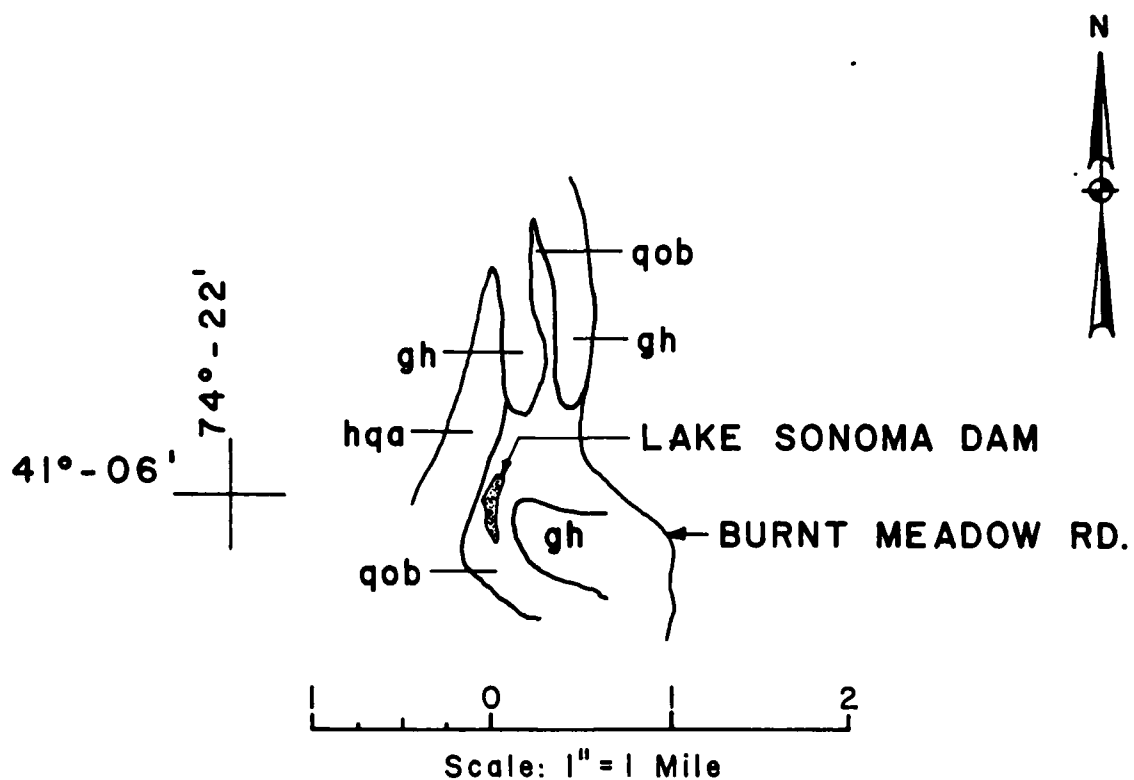 N
qob
74°-22'
gh
gh
hqa
LAKE SONOMA DAM
41°-06'
gh
BURNT MEADOW RD.
qob
1 0 1 2
Scale: 1" = 1 Mile